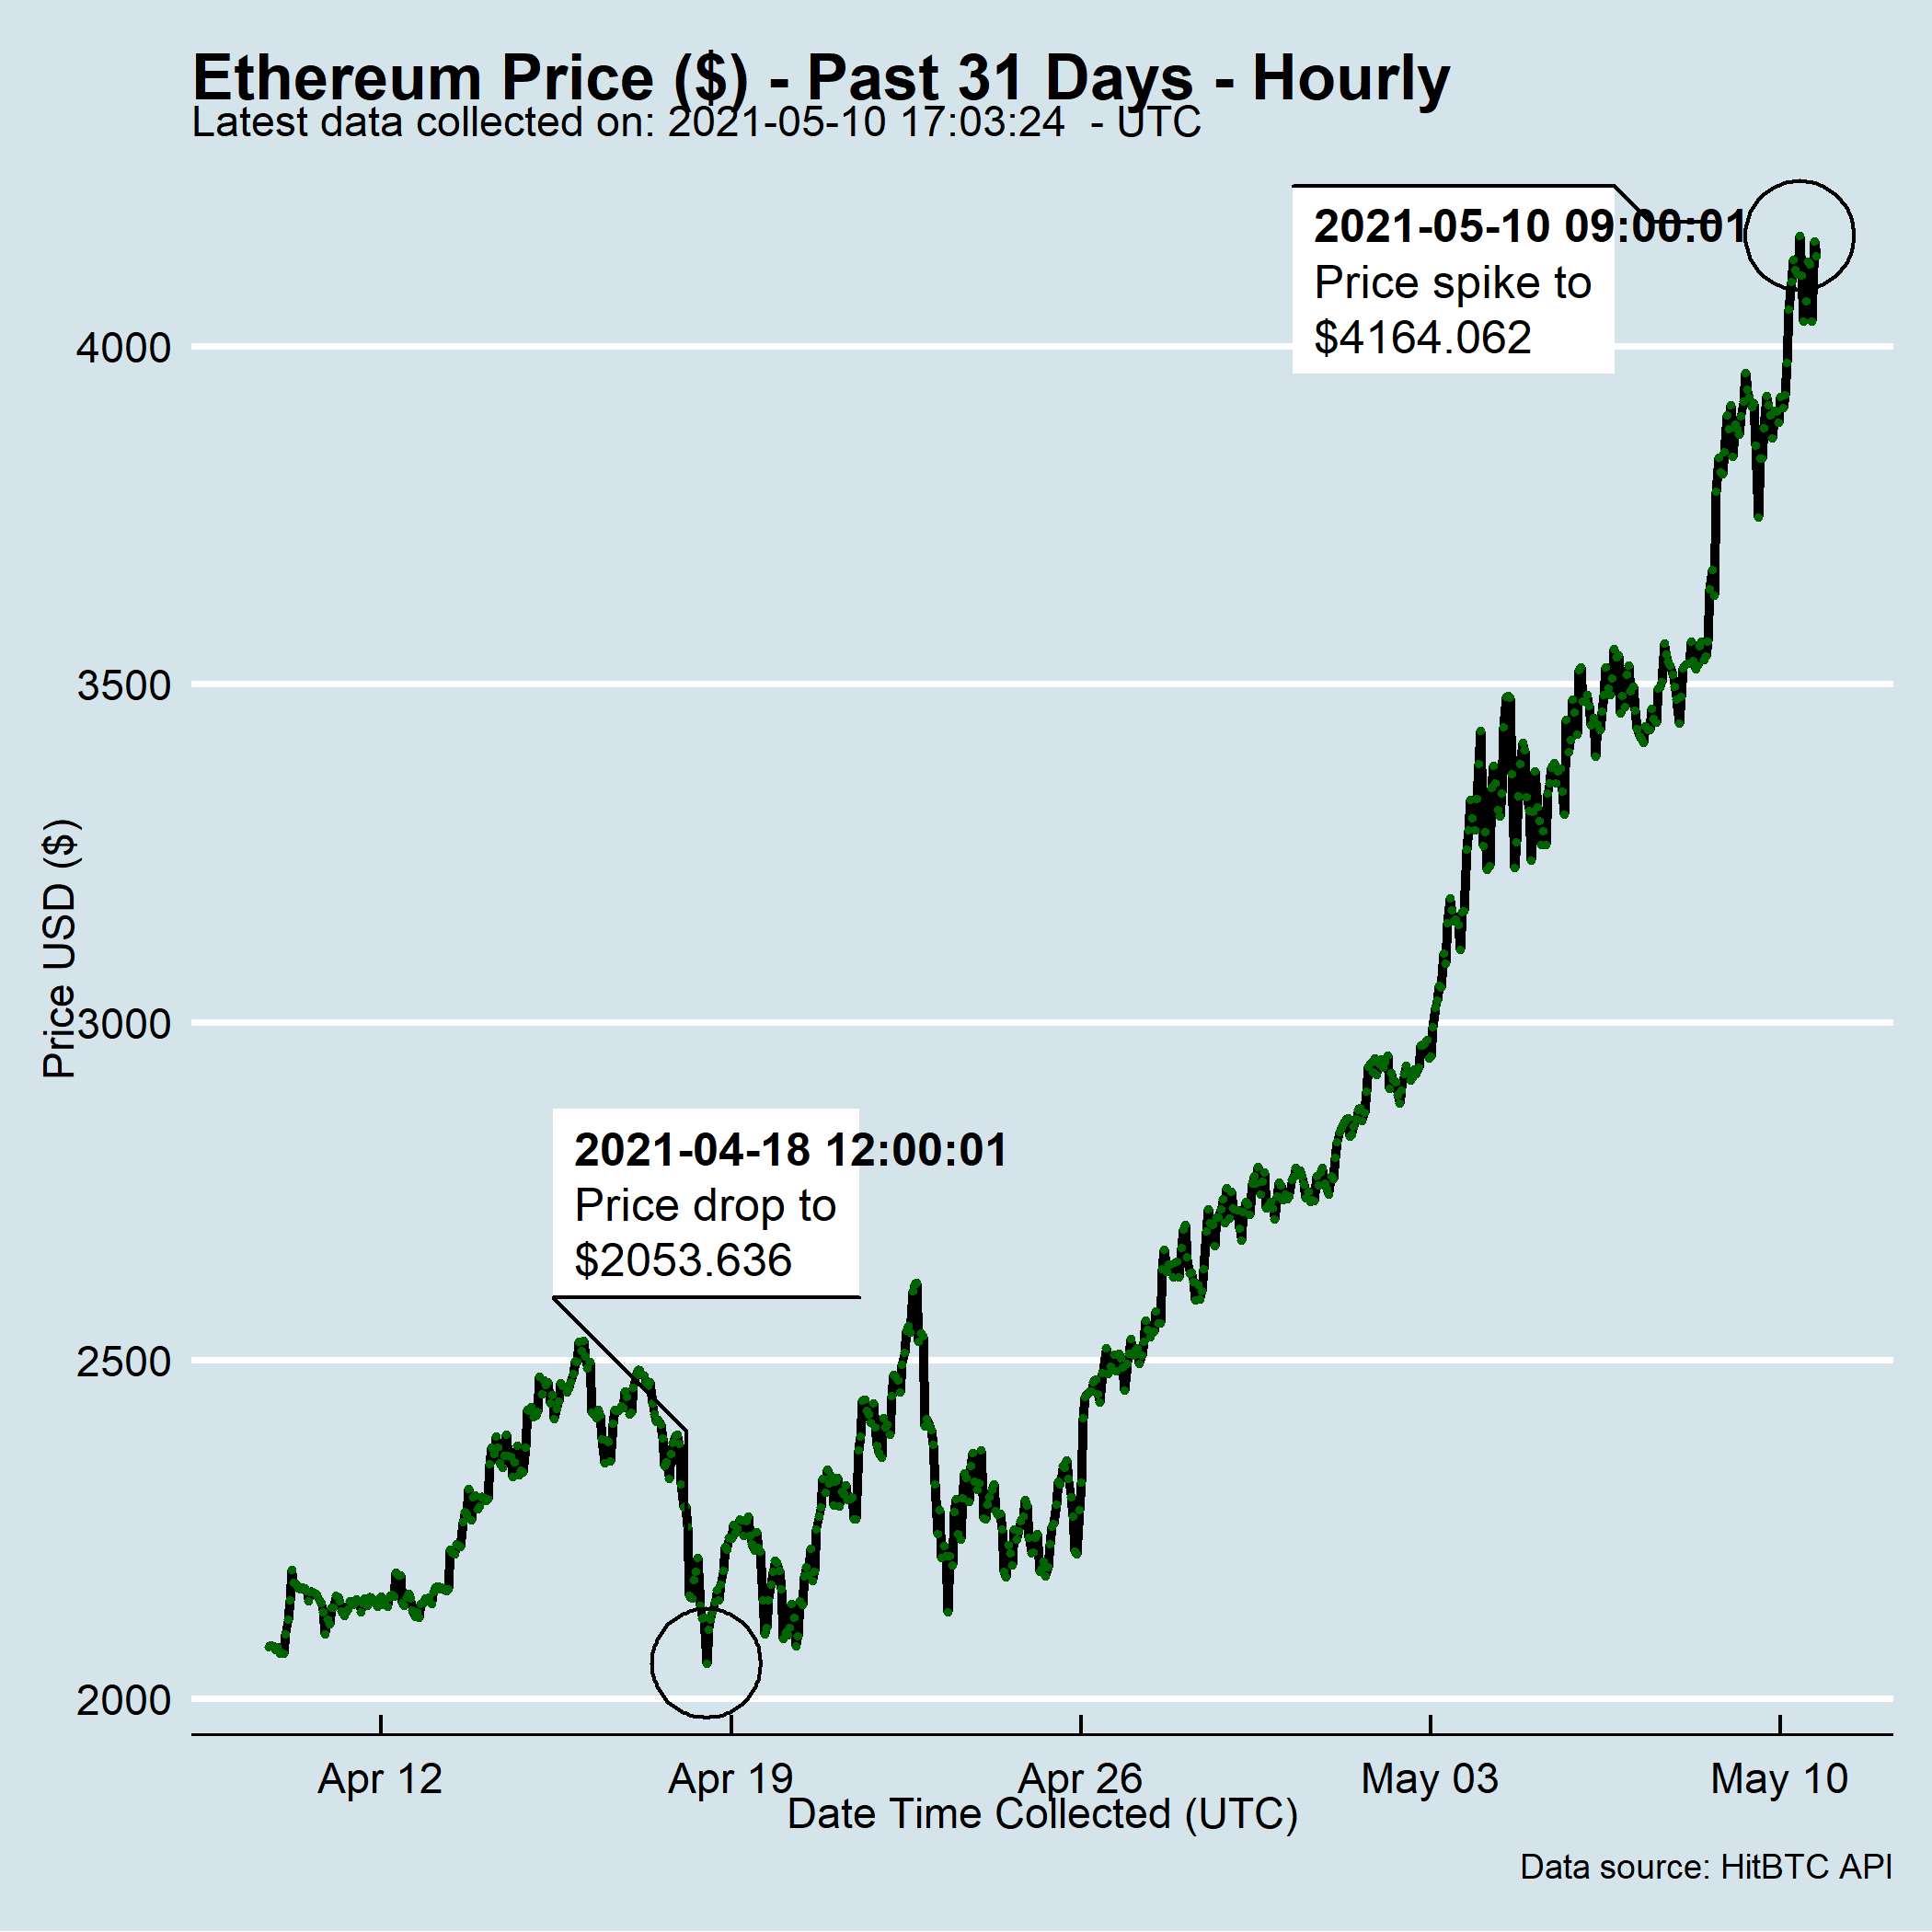 Ethereum Price ($) - Past 31 Days - Hourly
Latest data collected on: 2021-05-10 17:03:24  - UTC
2021-05-10 09:00:01
Price spike to
$4164.062
4000
3500
Price USD ($)
3000
2021-04-18 12:00:01
Price drop to
$2053.636
2500
2000
Apr 12
Apr 19
Apr 26
May 03
May 10
Date Time Collected (UTC)
Data source: HitBTC API